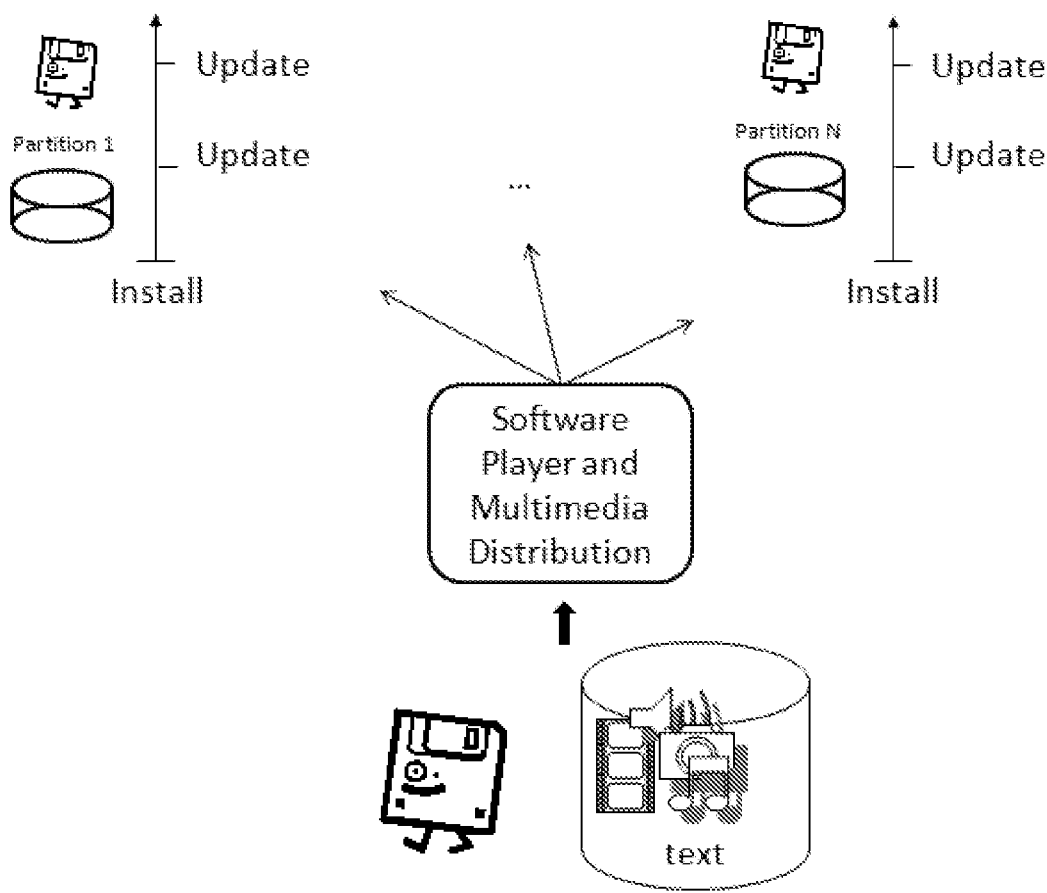 Update
Partition 1
Update
Install
...
Update
Partition N
Update
Install
Software
Player and
Multimedia
Distribution
text